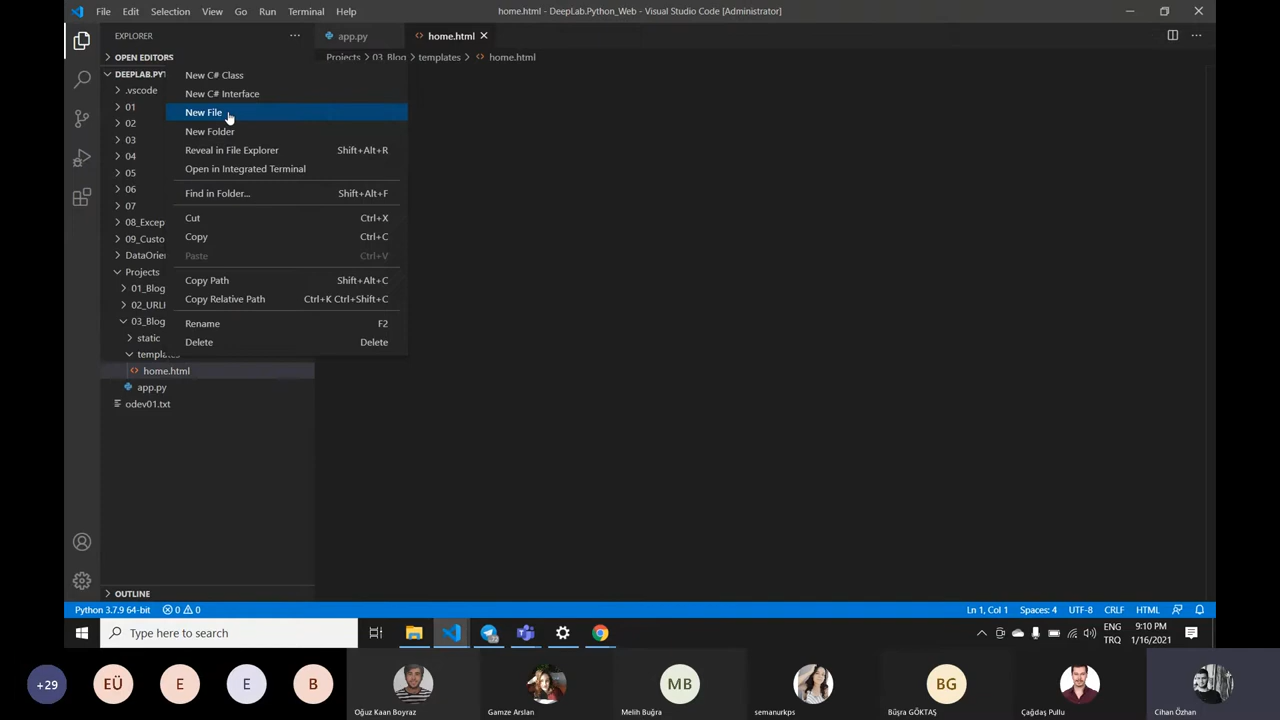 File Edit Selection View Go Run Terminal Help
home.html - DeepLab.Python_Web - Visual Studio Code [Administrator]
EXPLORER
app.py
home.html
OPEN EDITORS
Projects > 03_Blog > templates > home.html
DEEPLAB.PYT
.vscode
01
02
03
04
05
06
07
08_Excep
09_Custo
DataOrien
Projects
01_Blog
02_URLI
03_Blog
static
templates
home.html
app.py
odev01.txt
New C# Class
New C# Interface
New File
New Folder
Reveal in File Explorer Shift+Alt+R
Open in Integrated Terminal
Find in Folder... Shift+Alt+F
Cut Ctrl+X
Copy Ctrl+C
Paste Ctrl+V
Copy Path Shift+Alt+C
Copy Relative Path Ctrl+K Ctrl+Shift+C
Rename F2
Delete Delete
OUTLINE
Python 3.7.9 64-bit 0 0
Ln 1, Col 1 Spaces: 4 UTF-8 CRLF HTML
Type here to search
ENG
TRQ
9:10 PM
1/16/2021
+29
EÜ
E
E
B
MB
BG
Oğuz Kaan Boyraz
Gamze Arslan
Melih Buğra
semanurkps
Büşra GÖKTAŞ
Çağdaş Pullu
Cihan Özhan